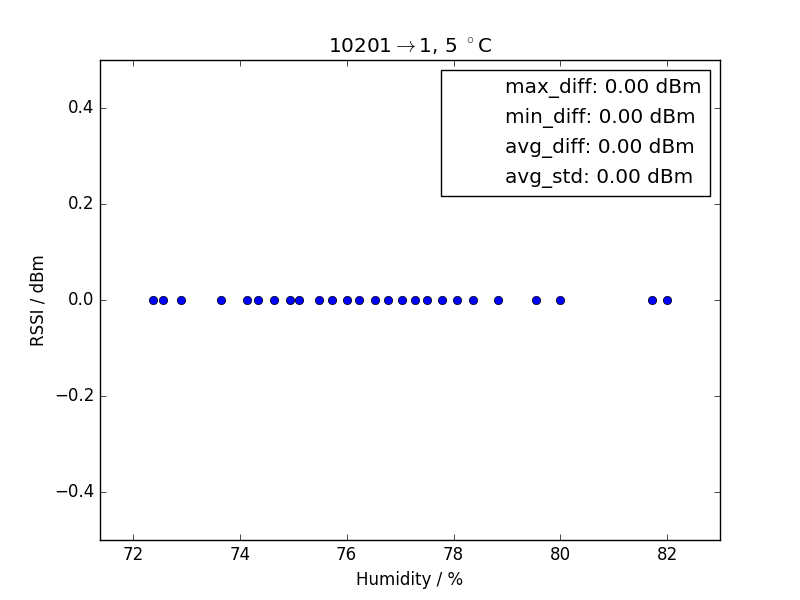 10201→1, 5 °C
max_diff: 0.00 dBm
min_diff: 0.00 dBm
avg_diff: 0.00 dBm
avg_std: 0.00 dBm
0.4
0.2
0.0
−0.2
−0.4
RSSI / dBm
72 74 76 78 80 82
Humidity / %